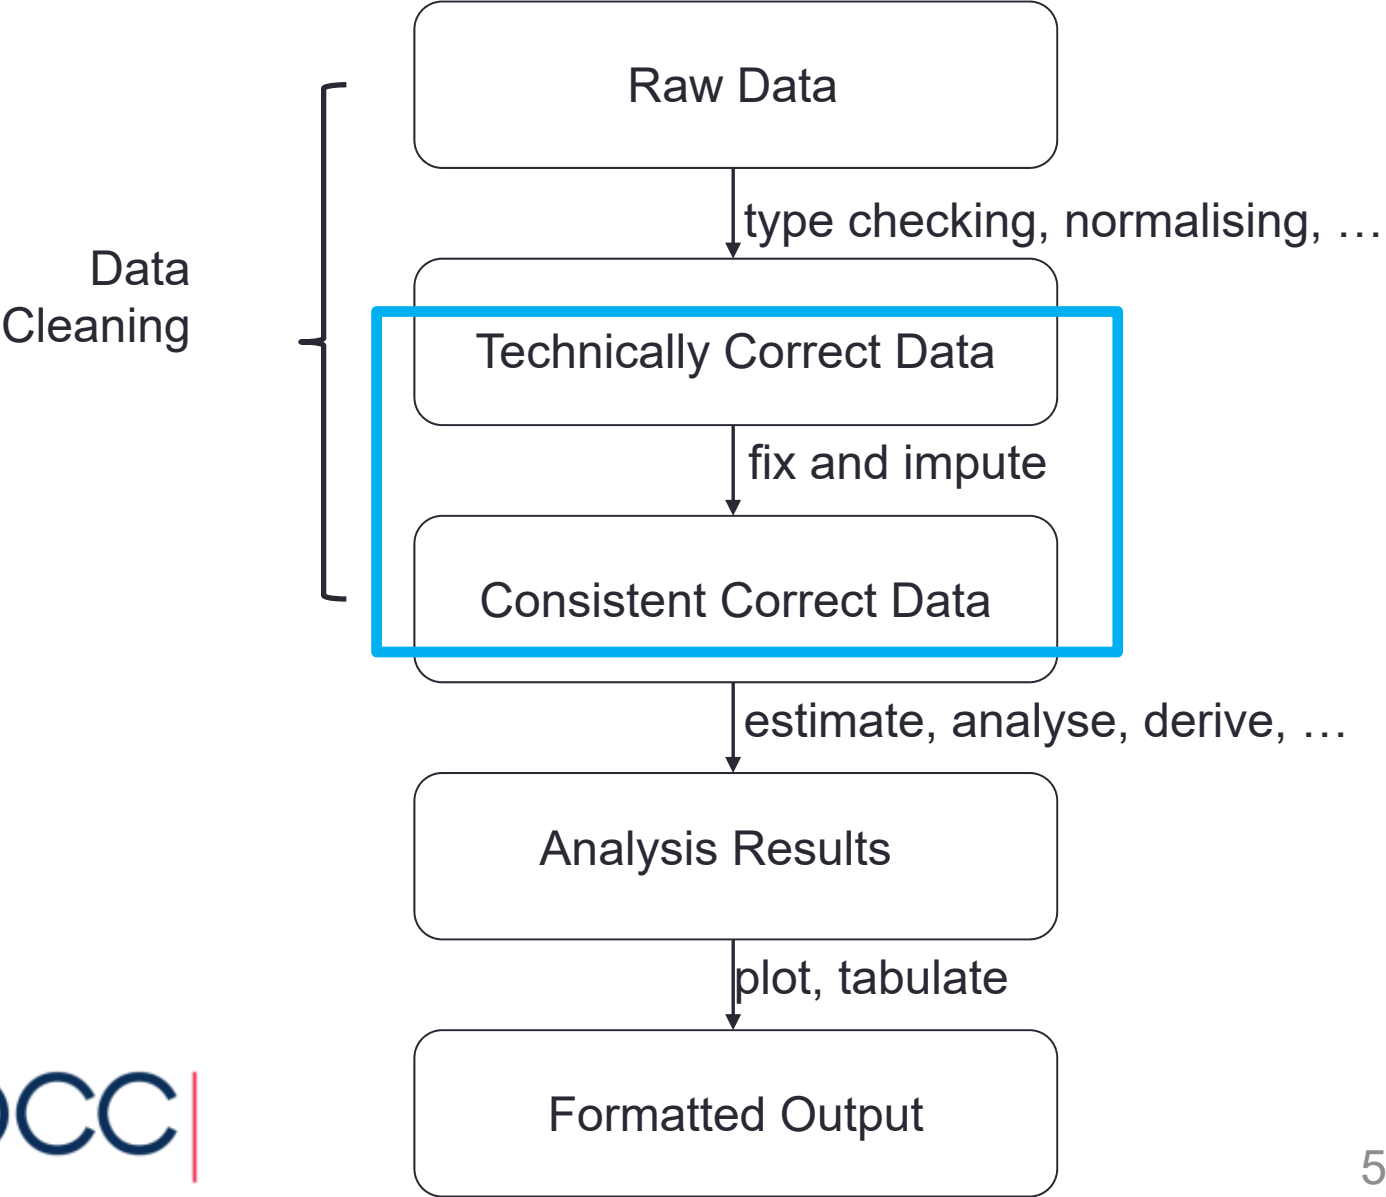 Raw Data
type checking, normalising, …
Data
Cleaning
Technically Correct Data
fix and impute
Consistent Correct Data
estimate, analyse, derive, …
Analysis Results
plot, tabulate
Formatted Output
5